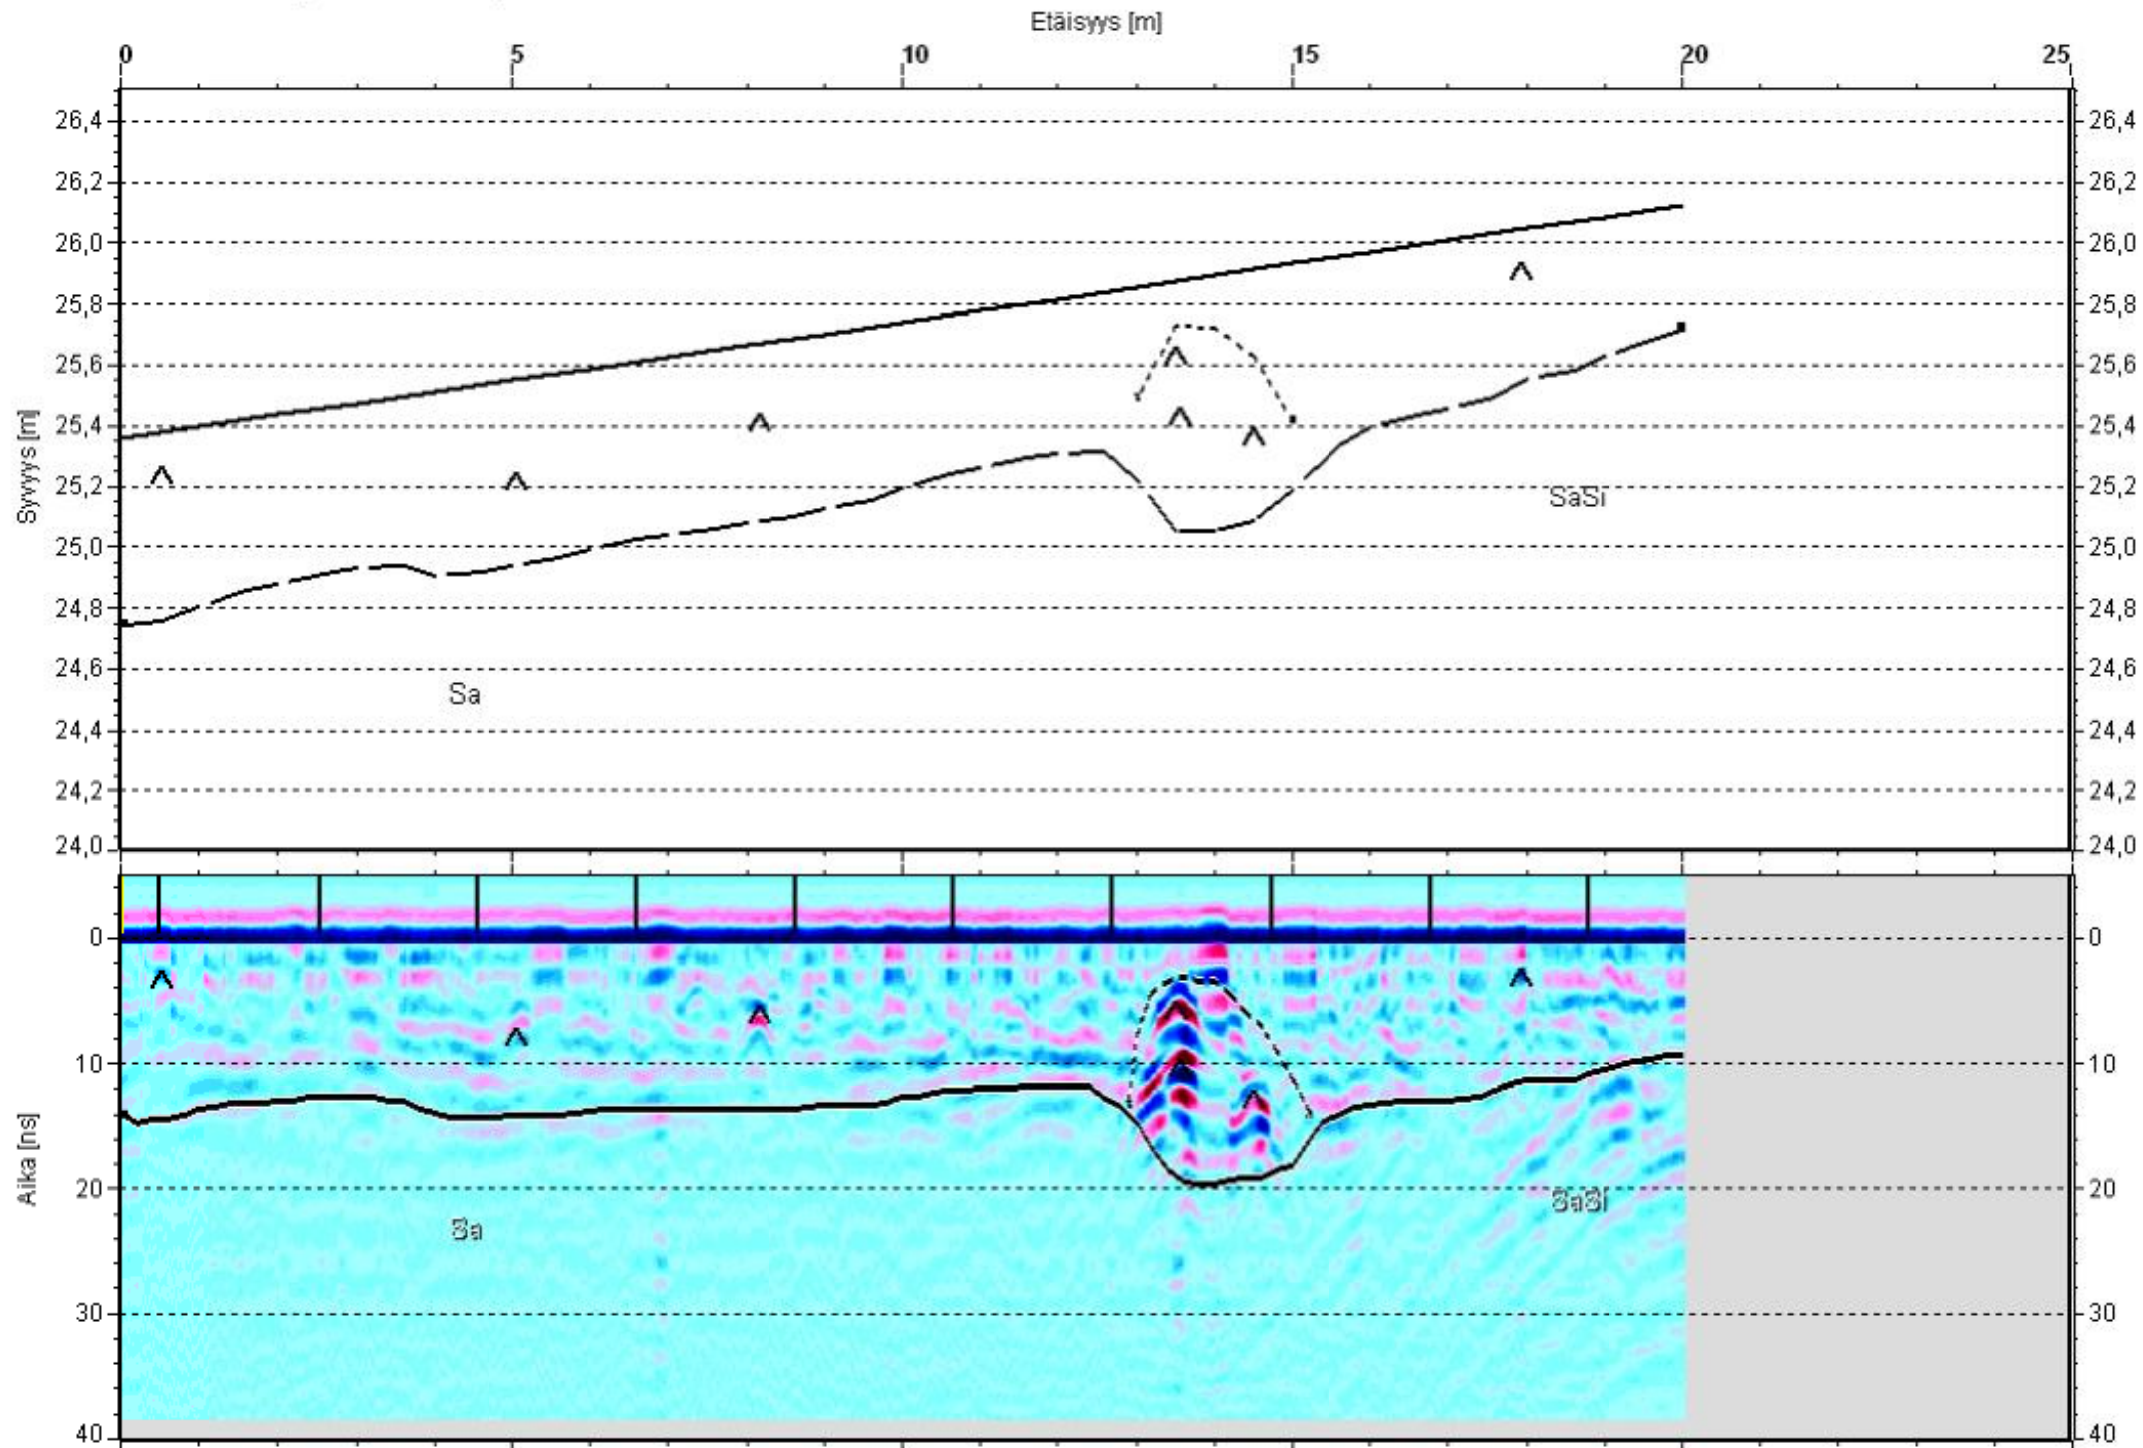 Etäisyys [m]
0 5 10 15 20 25
26,4 26,4
26,2 26,2
26,0 26,0
25,8 25,8
25,6 25,6
25,4 25,4
25,2 25,2
SaSi
25,0 25,0
24,8 24,8
24,6 24,6
Sa
24,4 24,4
24,2 24,2
24,0 24,0
Syvyys [m]
0 0
10 10
20 20
SaSi
Sa
30 30
40 40
Aika [ns]